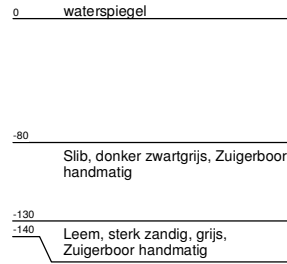 0 waterspiegel
-80
Slib, donker zwartgrijs, Zuigerboor
handmatig
-130
-140 Leem, sterk zandig, grijs,
Zuigerboor handmatig